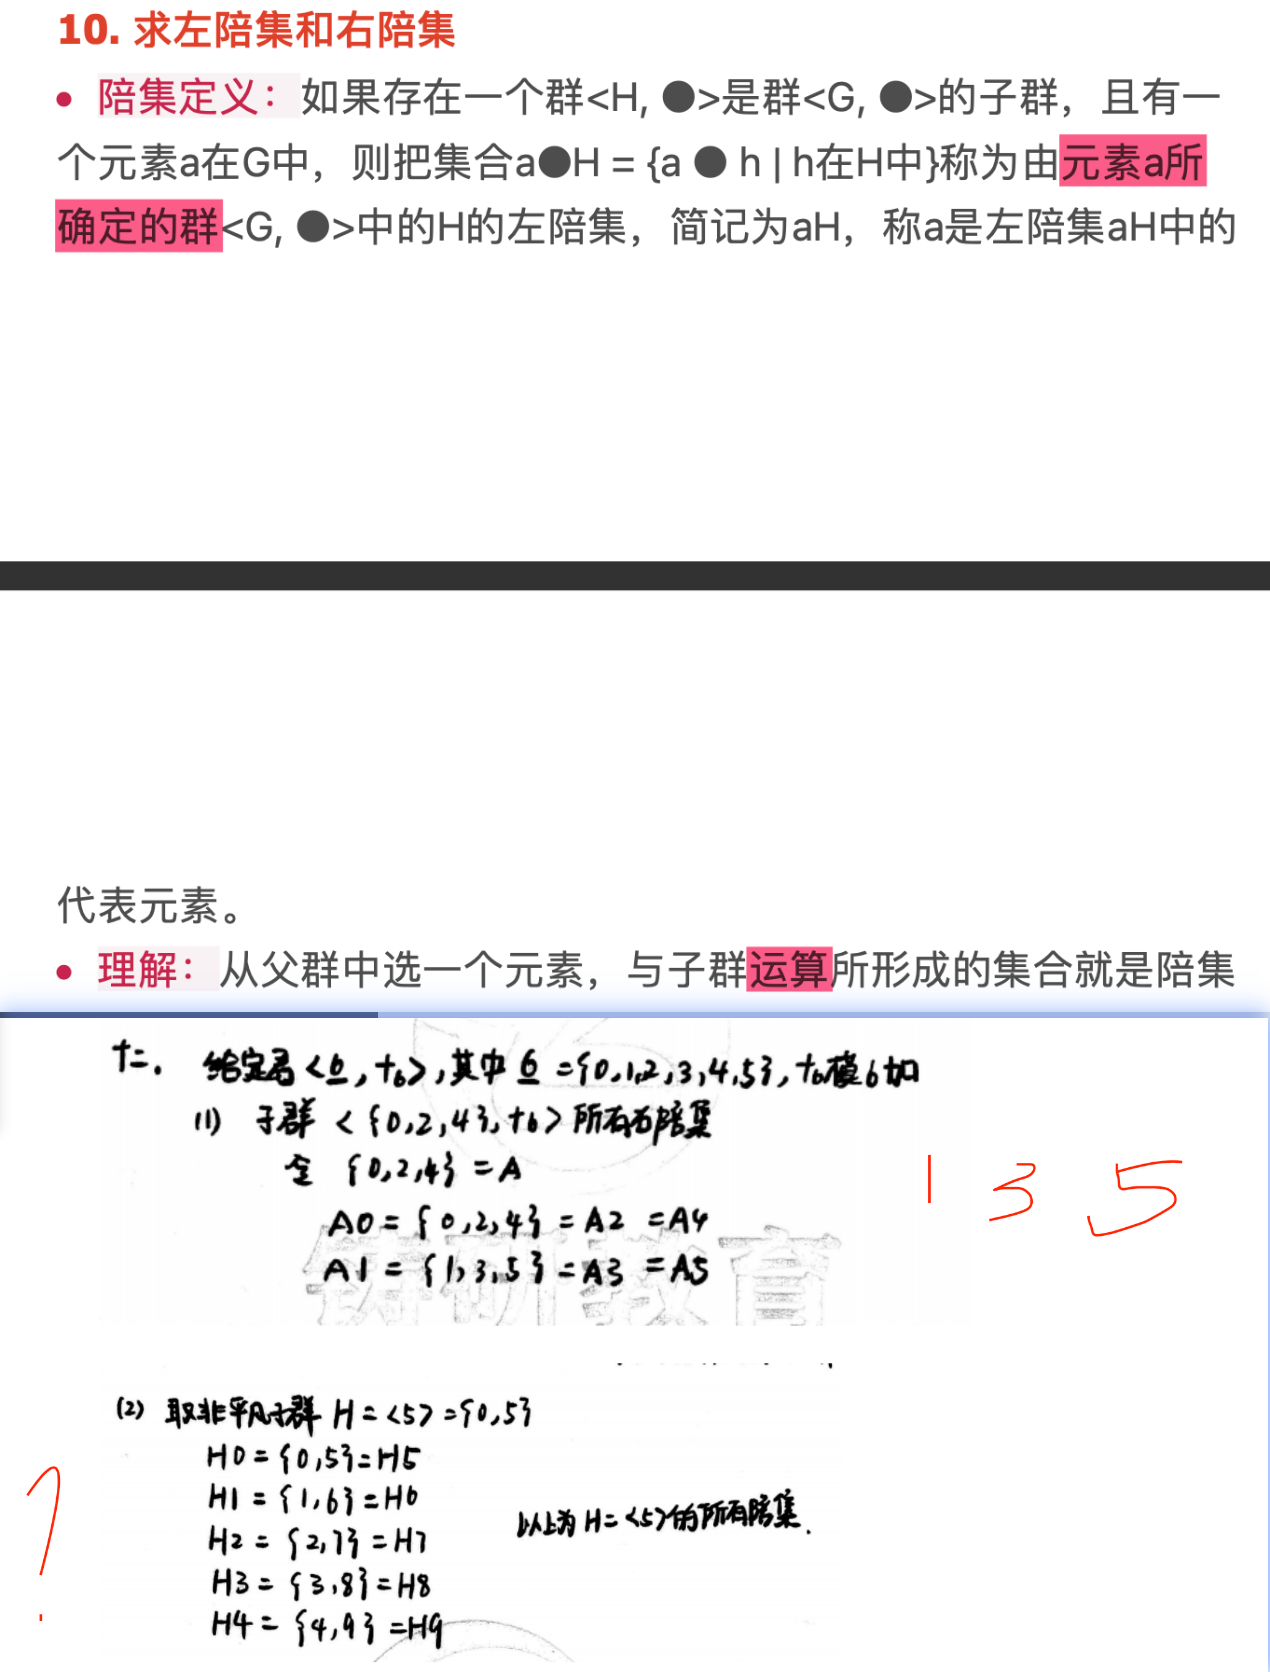 10. 求左陪集和右陪集
• 陪集定义：如果存在一个群<H, ●>是群<G, ●>的子群，且有一
个元素a在G中，则把集合a●H = {a ● h | h在H中}称为由元素a所
确定的群<G, ●>中的H的左陪集，简记为aH，称a是左陪集aH中的
代表元素。
• 理解：从父群中选一个元素，与子群运算所形成的集合就是陪集
十二. 给定君<6, +6>, 其中 6 = {0,1,2,3,4,5}, +6模6加
(1) 子群 < {0,2,4}, +6> 所有右陪集
令 {0,2,4} = A
A0 = {0,2,4} = A2 = A4
A1 = {1,3,5} = A3 = A5
1 3 5
铸研教育
(2) 取非平凡子群 H = <5> = {0,5}
H0 = {0,5} = H5
H1 = {1,6} = H6
H2 = {2,7} = H7
H3 = {3,8} = H8
H4 = {4,9} = H9
以上为 H = <5>的所有陪集.